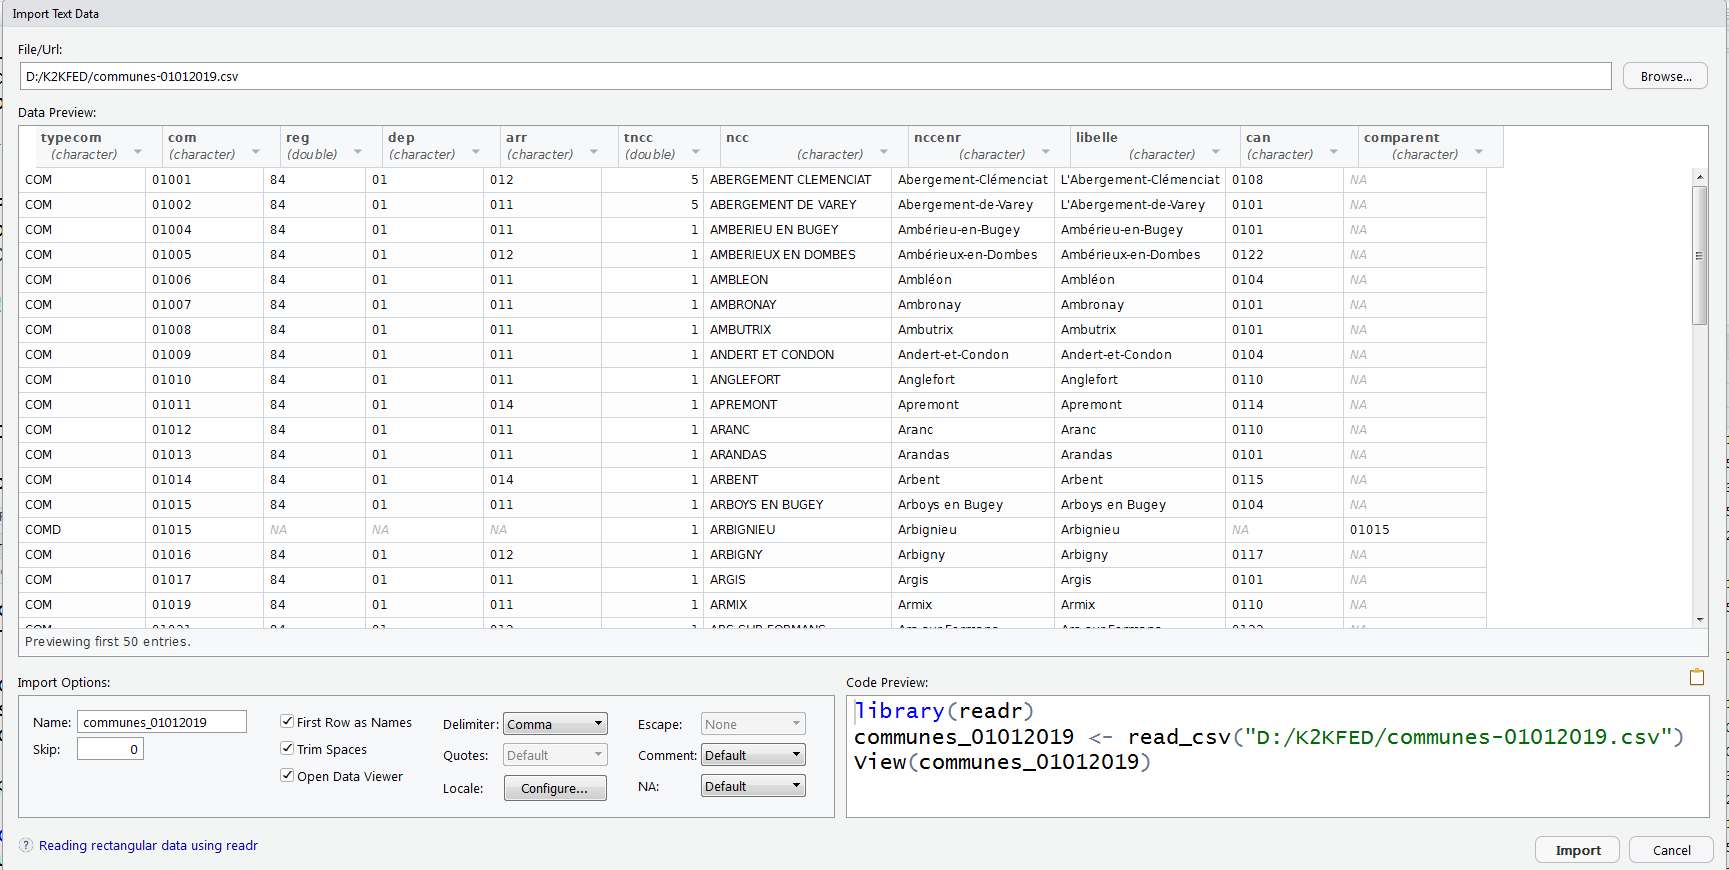 Import Text Data
File/Url:
D:/K2KFED/communes-01012019.csv
Browse...
Data Preview:
typecom com reg dep arr tncc ncc nccenr libelle can comparent
(character) (character) (double) (character) (character) (double) (character) (character) (character) (character) (character)
COM 01001 84 01 012 5 ABERGEMENT CLEMENCIAT Abergement-Clémenciat L'Abergement-Clémenciat 0108 NA
COM 01002 84 01 011 5 ABERGEMENT DE VAREY Abergement-de-Varey L'Abergement-de-Varey 0101 NA
COM 01004 84 01 011 1 AMBERIEU EN BUGEY Ambérieu-en-Bugey Ambérieu-en-Bugey 0101 NA
COM 01005 84 01 012 1 AMBERIEUX EN DOMBES Ambérieux-en-Dombes Ambérieux-en-Dombes 0122 NA
COM 01006 84 01 011 1 AMBLEON Ambléon Ambléon 0104 NA
COM 01007 84 01 011 1 AMBRONAY Ambronay Ambronay 0101 NA
COM 01008 84 01 011 1 AMBUTRIX Ambutrix Ambutrix 0101 NA
COM 01009 84 01 011 1 ANDERT ET CONDON Andert-et-Condon Andert-et-Condon 0104 NA
COM 01010 84 01 011 1 ANGLEFORT Anglefort Anglefort 0110 NA
COM 01011 84 01 014 1 APREMONT Apremont Apremont 0114 NA
COM 01012 84 01 011 1 ARANC Aranc Aranc 0110 NA
COM 01013 84 01 011 1 ARANDAS Arandas Arandas 0101 NA
COM 01014 84 01 014 1 ARBENT Arbent Arbent 0115 NA
COM 01015 84 01 011 1 ARBOYS EN BUGEY Arboys en Bugey Arboys en Bugey 0104 NA
COMD 01015 NA NA NA 1 ARBIGNIEU Arbignieu Arbignieu NA 01015
COM 01016 84 01 012 1 ARBIGNY Arbigny Arbigny 0117 NA
COM 01017 84 01 011 1 ARGIS Argis Argis 0101 NA
COM 01019 84 01 011 1 ARMIX Armix Armix 0110 NA
Previewing first 50 entries.
Import Options:
Name: communes_01012019
Skip: 0
First Row as Names
Trim Spaces
Open Data Viewer
Delimiter: Comma
Quotes: Default
Locale: Configure...
Escape: None
Comment: Default
NA: Default
Code Preview:
library(readr)
communes_01012019 <- read_csv("D:/K2KFED/communes-01012019.csv")
View(communes_01012019)
? Reading rectangular data using readr
Import
Cancel